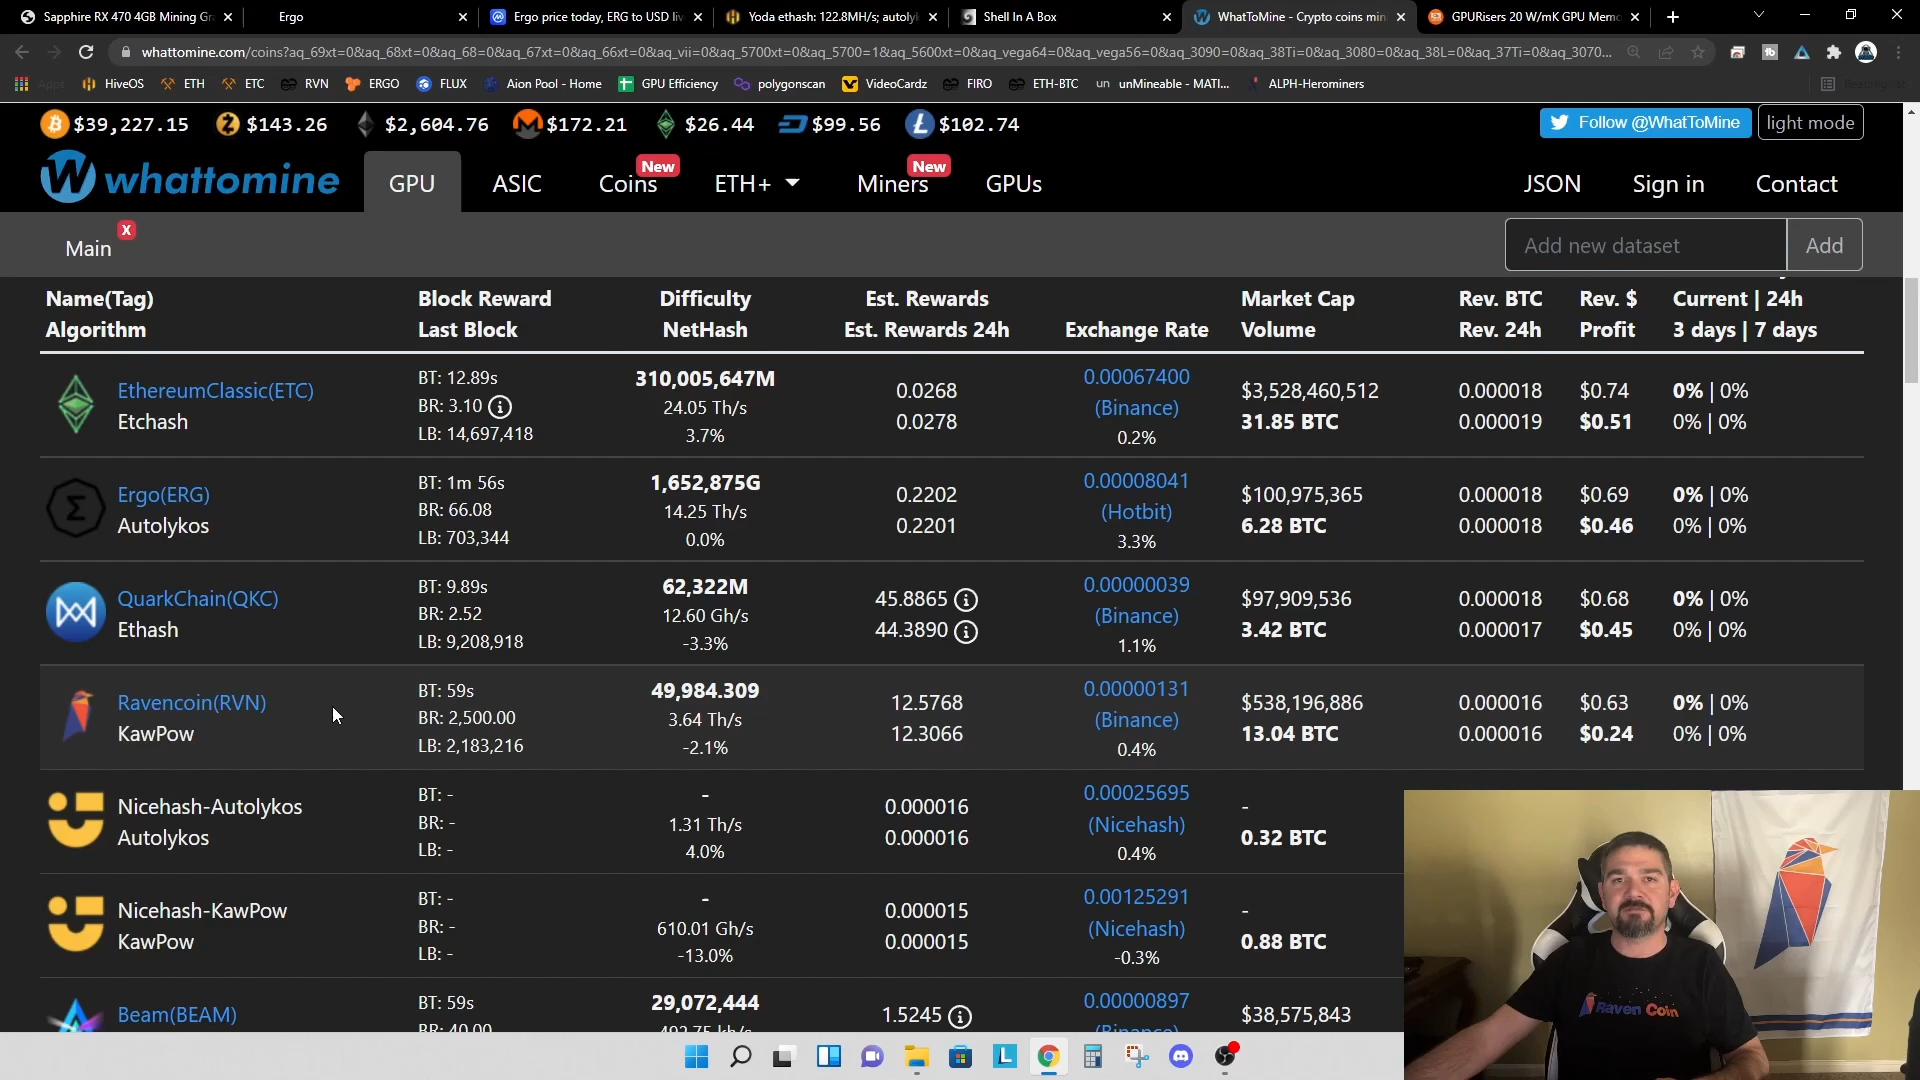 Sapphire RX 470 4GB Mining Gr
Ergo
Ergo price today, ERG to USD liv
Yoda ethash: 122.8MH/s; autolyk
Shell In A Box
WhatToMine - Crypto coins min
GPURisers 20 W/mK GPU Memo
whattomine.com/coins?aq_69xt=0&aq_68xt=0&aq_68=0&aq_67xt=0&aq_66xt=0&aq_vii=0&aq_5700xt=0&aq_5700=1&aq_5600xt=0&aq_vega64=0&aq_vega56=0&aq_3090=0&aq_38Ti=0&aq_3080=0&aq_38L=0&aq_37Ti=0&aq_3070...
Apps HiveOS ETH ETC RVN ERGO FLUX Aion Pool - Home GPU Efficiency polygonscan VideoCardz FIRO ETH-BTC unMineable - MATI... ALPH-Herominers
$39,227.15 $143.26 $2,604.76 $172.21 $26.44 $99.56 $102.74
Follow @WhatToMine light mode
whattomine GPU ASIC Coins New ETH+ Miners New GPUs JSON Sign in Contact
Main X Add new dataset Add
Name(Tag) Block Reward Difficulty Est. Rewards Market Cap Rev. BTC Rev. $ Current | 24h
Algorithm Last Block NetHash Est. Rewards 24h Exchange Rate Volume Rev. 24h Profit 3 days | 7 days
BT: 12.89s 310,005,647M 0.00067400
EthereumClassic(ETC) BR: 3.10 24.05 Th/s 0.0268 (Binance) $3,528,460,512 0.000018 $0.74 0% | 0%
Etchash LB: 14,697,418 3.7% 0.0278 0.2% 31.85 BTC 0.000019 $0.51 0% | 0%
BT: 1m 56s 1,652,875G 0.00008041
Ergo(ERG) BR: 66.08 14.25 Th/s 0.2202 (Hotbit) $100,975,365 0.000018 $0.69 0% | 0%
Autolykos LB: 703,344 0.0% 0.2201 3.3% 6.28 BTC 0.000018 $0.46 0% | 0%
BT: 9.89s 62,322M 0.00000039
QuarkChain(QKC) BR: 2.52 12.60 Gh/s 45.8865 (Binance) $97,909,536 0.000018 $0.68 0% | 0%
Ethash LB: 9,208,918 -3.3% 44.3890 1.1% 3.42 BTC 0.000017 $0.45 0% | 0%
BT: 59s 49,984.309 0.00000131
Ravencoin(RVN) BR: 2,500.00 3.64 Th/s 12.5768 (Binance) $538,196,886 0.000016 $0.63 0% | 0%
KawPow LB: 2,183,216 -2.1% 12.3066 0.4% 13.04 BTC 0.000016 $0.24 0% | 0%
BT: - - 0.00025695
Nicehash-Autolykos BR: - 1.31 Th/s 0.000016 (Nicehash) -
Autolykos LB: - 4.0% 0.000016 0.4% 0.32 BTC
BT: - - 0.00125291
Nicehash-KawPow BR: - 610.01 Gh/s 0.000015 (Nicehash) -
KawPow LB: - -13.0% 0.000015 -0.3% 0.88 BTC
BT: 59s 29,072,444 0.00000897
Beam(BEAM) BR: 40.00 492.75 kh/s 1.5245 (Binance) $38,575,843
Raven Coin